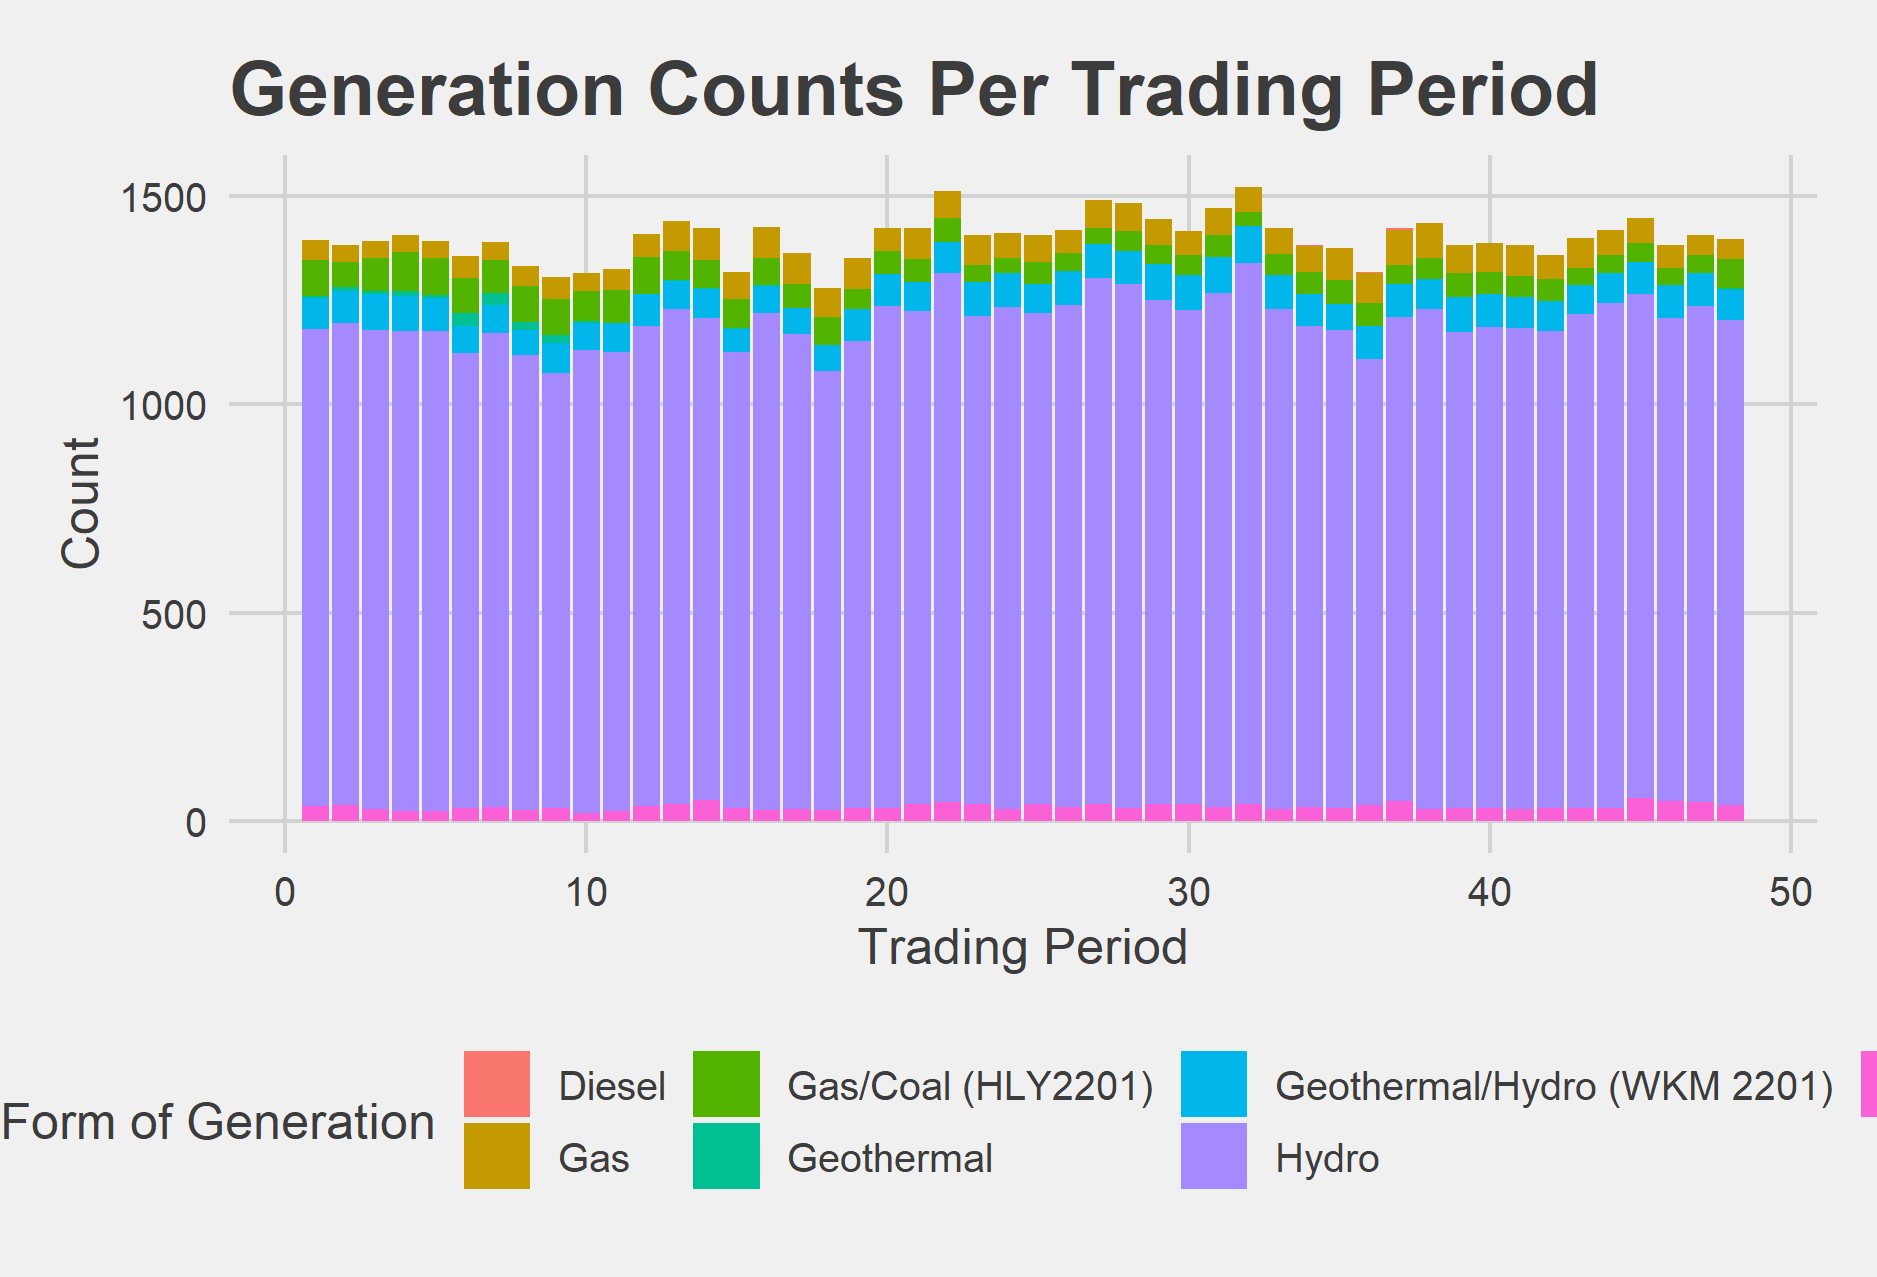 Generation Counts Per Trading Period
1500
1000
500
0
Count
0 10 20 30 40 50
Trading Period
Form of Generation
Diesel
Gas
Gas/Coal (HLY2201)
Geothermal
Geothermal/Hydro (WKM 2201)
Hydro